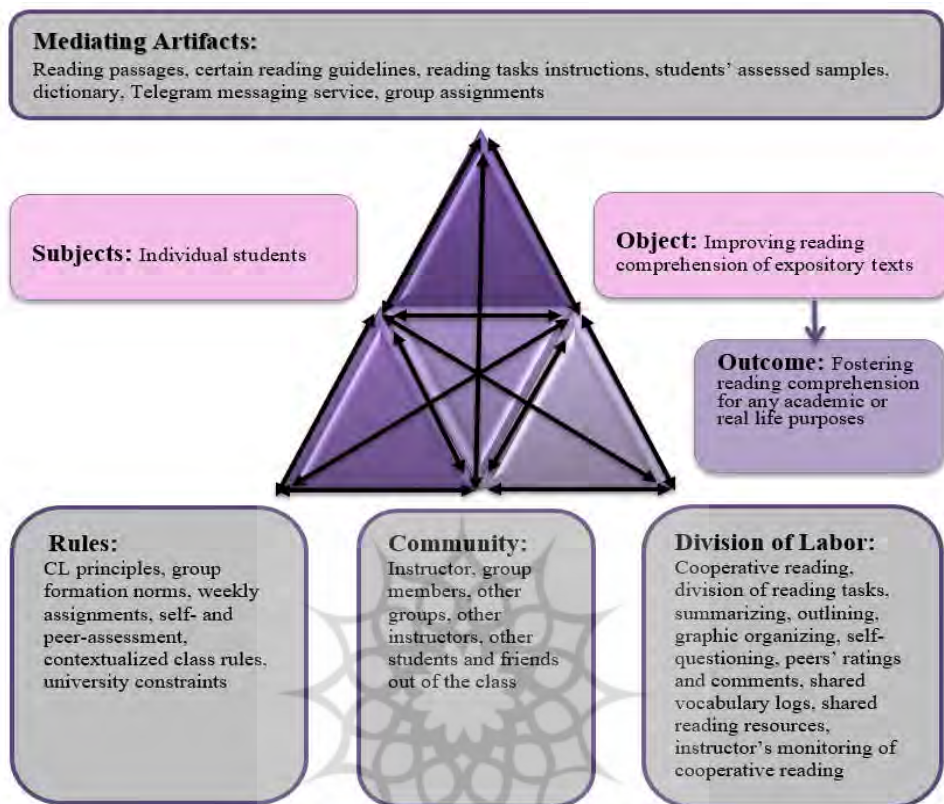 Mediating Artifacts:
Reading passages, certain reading guidelines, reading tasks instructions, students' assessed samples,
dictionary, Telegram messaging service, group assignments
Subjects: Individual students
Object: Improving reading
comprehension of expository texts
Outcome: Fostering
reading comprehension
for any academic or
real life purposes
Rules:
CL principles, group
formation norms, weekly
assignments, self- and
peer-assessment,
contextualized class rules,
university constraints
Community:
Instructor, group
members, other
groups, other
instructors, other
students and friends
out of the class
Division of Labor:
Cooperative reading,
division of reading tasks,
summarizing, outlining,
graphic organizing, self-
questioning, peers' ratings
and comments, shared
vocabulary logs, shared
reading resources,
instructor's monitoring of
cooperative reading